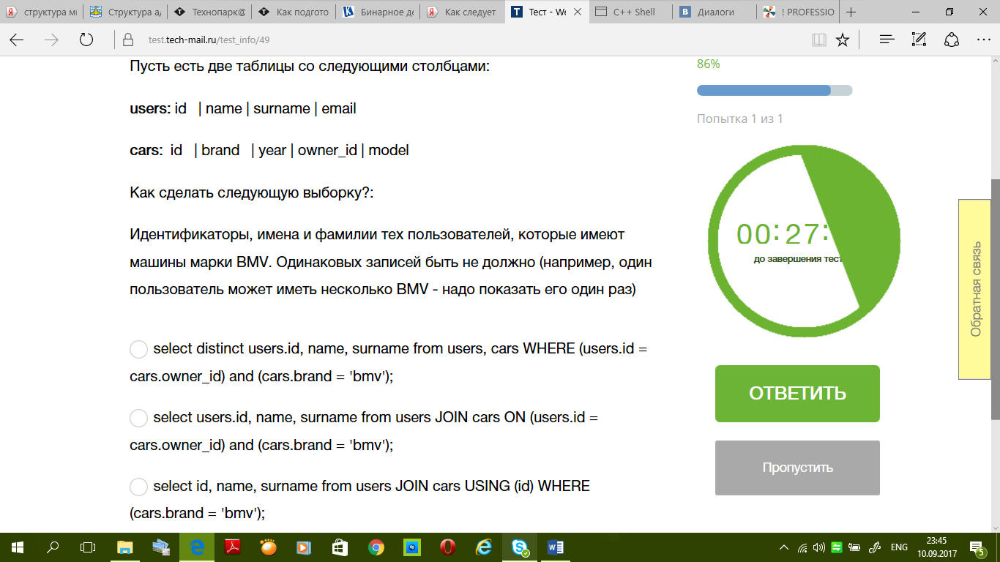 структура ми
Структура ад
Технопарк@
Как подгото
Бинарное де
Как следует
Тест - We
C++ Shell
Диалоги
! PROFESSIO
test.tech-mail.ru/test_info/49
Пусть есть две таблицы со следующими столбцами:
users: id | name | surname | email
cars: id | brand | year | owner_id | model
Как сделать следующую выборку?:
Идентификаторы, имена и фамилии тех пользователей, которые имеют
машины марки BMV. Одинаковых записей быть не должно (например, один
пользователь может иметь несколько BMV - надо показать его один раз)
select distinct users.id, name, surname from users, cars WHERE (users.id =
cars.owner_id) and (cars.brand = 'bmv');
select users.id, name, surname from users JOIN cars ON (users.id =
cars.owner_id) and (cars.brand = 'bmv');
select id, name, surname from users JOIN cars USING (id) WHERE
(cars.brand = 'bmv');
86%
Попытка 1 из 1
00:27:
до завершения тест
ОТВЕТИТЬ
Пропустить
Обратная связь
ENG
23:45
10.09.2017
5